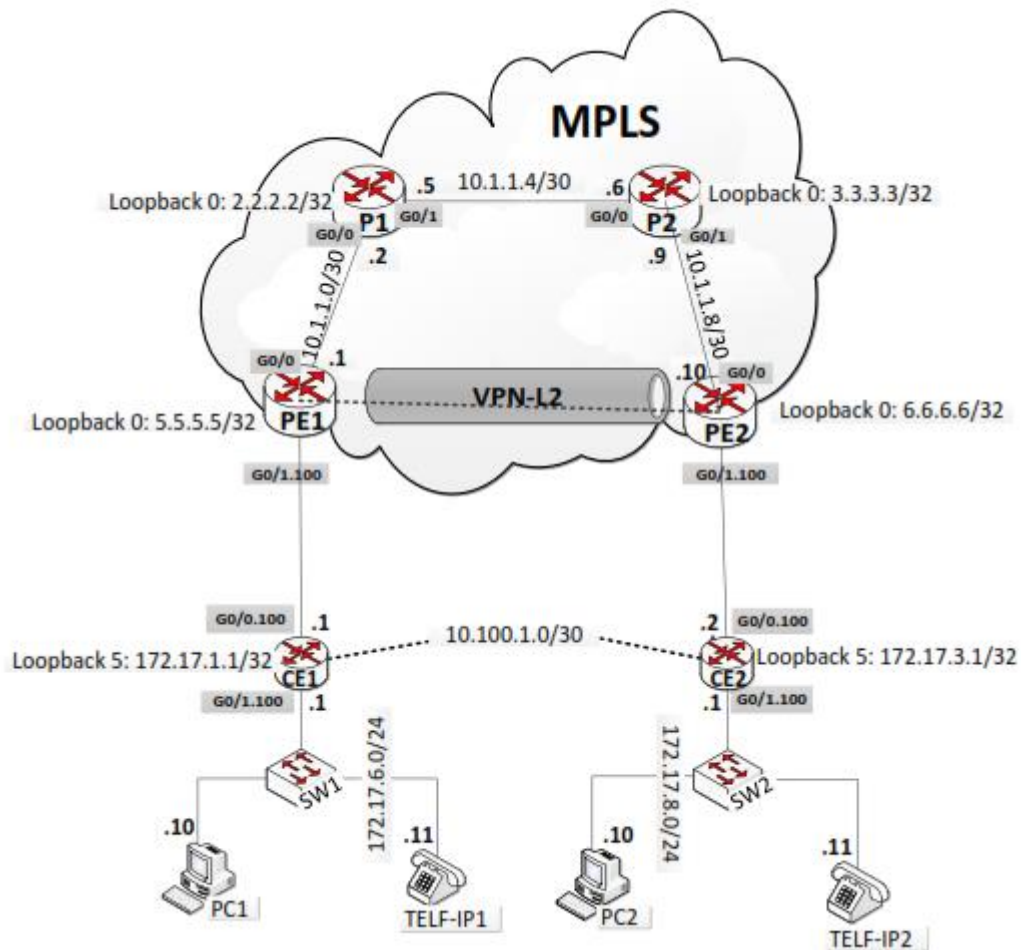 MPLS
Loopback 0: 2.2.2.2/32
.5
10.1.1.4/30
.6
Loopback 0: 3.3.3.3/32
P1
G0/1
G0/0
P2
G0/0
G0/1
.2
.9
10.1.1.0/30
10.1.1.8/30
G0/0
.1
.10
G0/0
VPN-L2
Loopback 0: 5.5.5.5/32
PE1
PE2
Loopback 0: 6.6.6.6/32
G0/1.100
G0/1.100
G0/0.100
.1
10.100.1.0/30
.2
G0/0.100
Loopback 5: 172.17.1.1/32
CE1
CE2
Loopback 5: 172.17.3.1/32
G0/1.100
.1
.1
G0/1.100
SW1
172.17.6.0/24
172.17.8.0/24
SW2
.10
.11
.10
.11
PC1
TELF-IP1
PC2
TELF-IP2